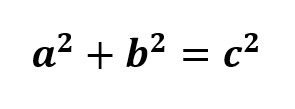 a² + b² = c²